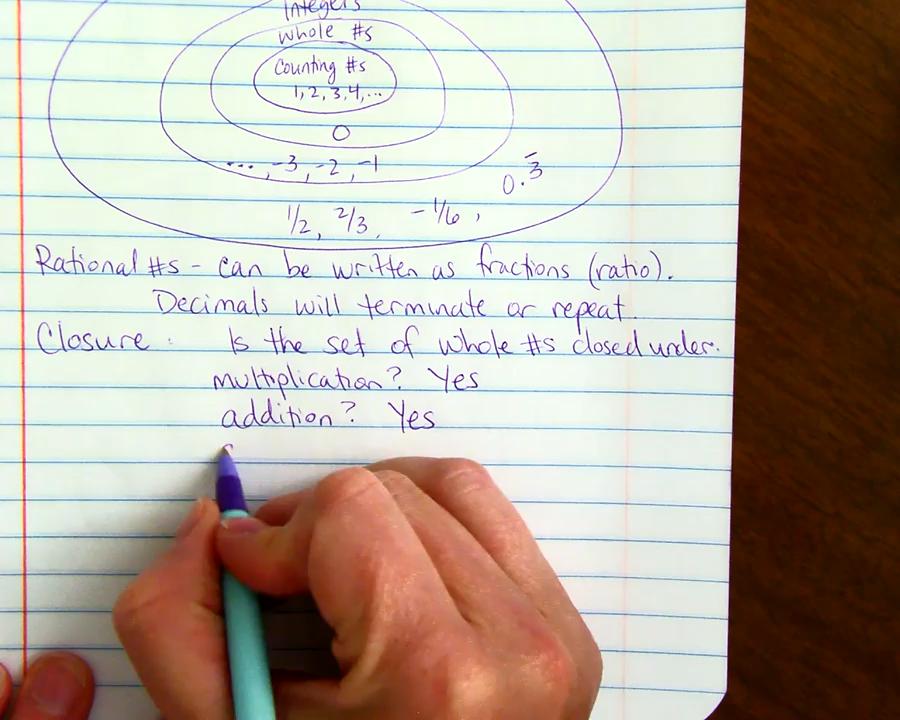 Integers
Whole #s
Counting #s
1, 2, 3, 4, ...
0
..., -3, -2, -1
0.3̅
1/2, 2/3, -1/6,
Rational #s - can be written as fractions (ratio).
Decimals will terminate or repeat.
Closure: Is the set of whole #s closed under:
multiplication? Yes
addition? Yes